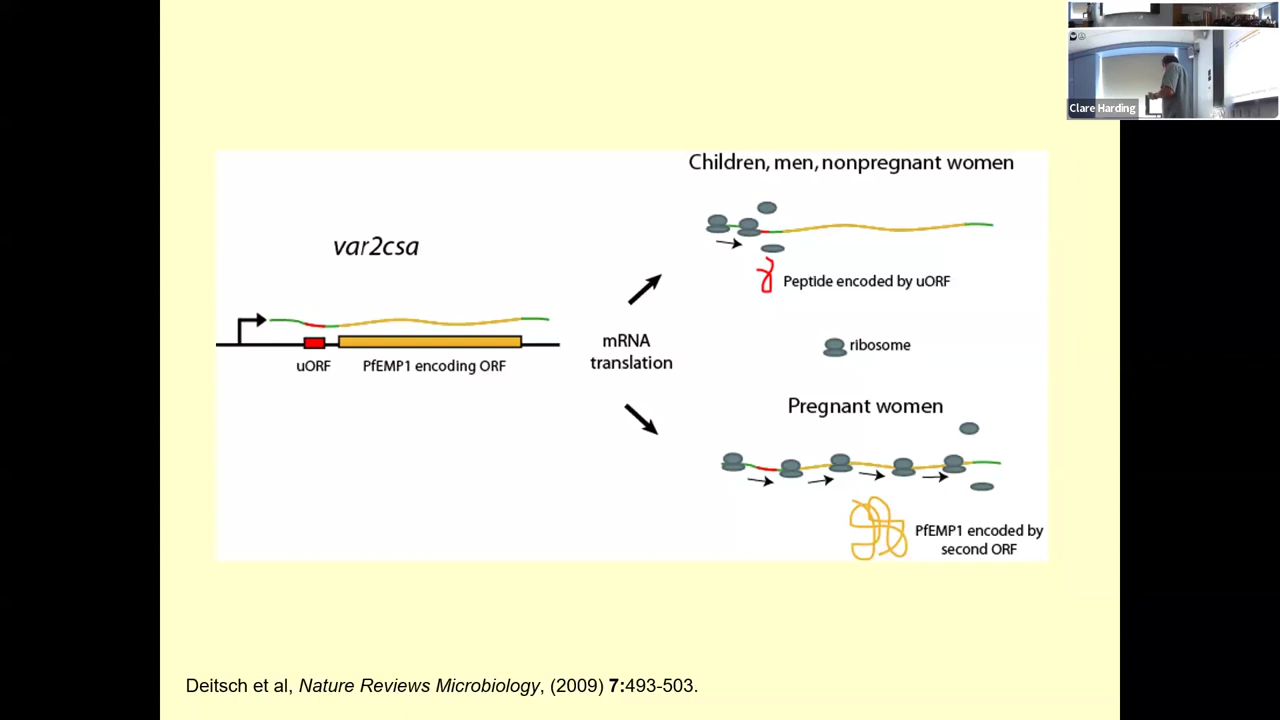 Clare Harding
Children, men, nonpregnant women
var2csa
Peptide encoded by uORF
mRNA
translation
ribosome
uORF
PfEMP1 encoding ORF
Pregnant women
PfEMP1 encoded by
second ORF
Deitsch et al, Nature Reviews Microbiology, (2009) 7:493-503.